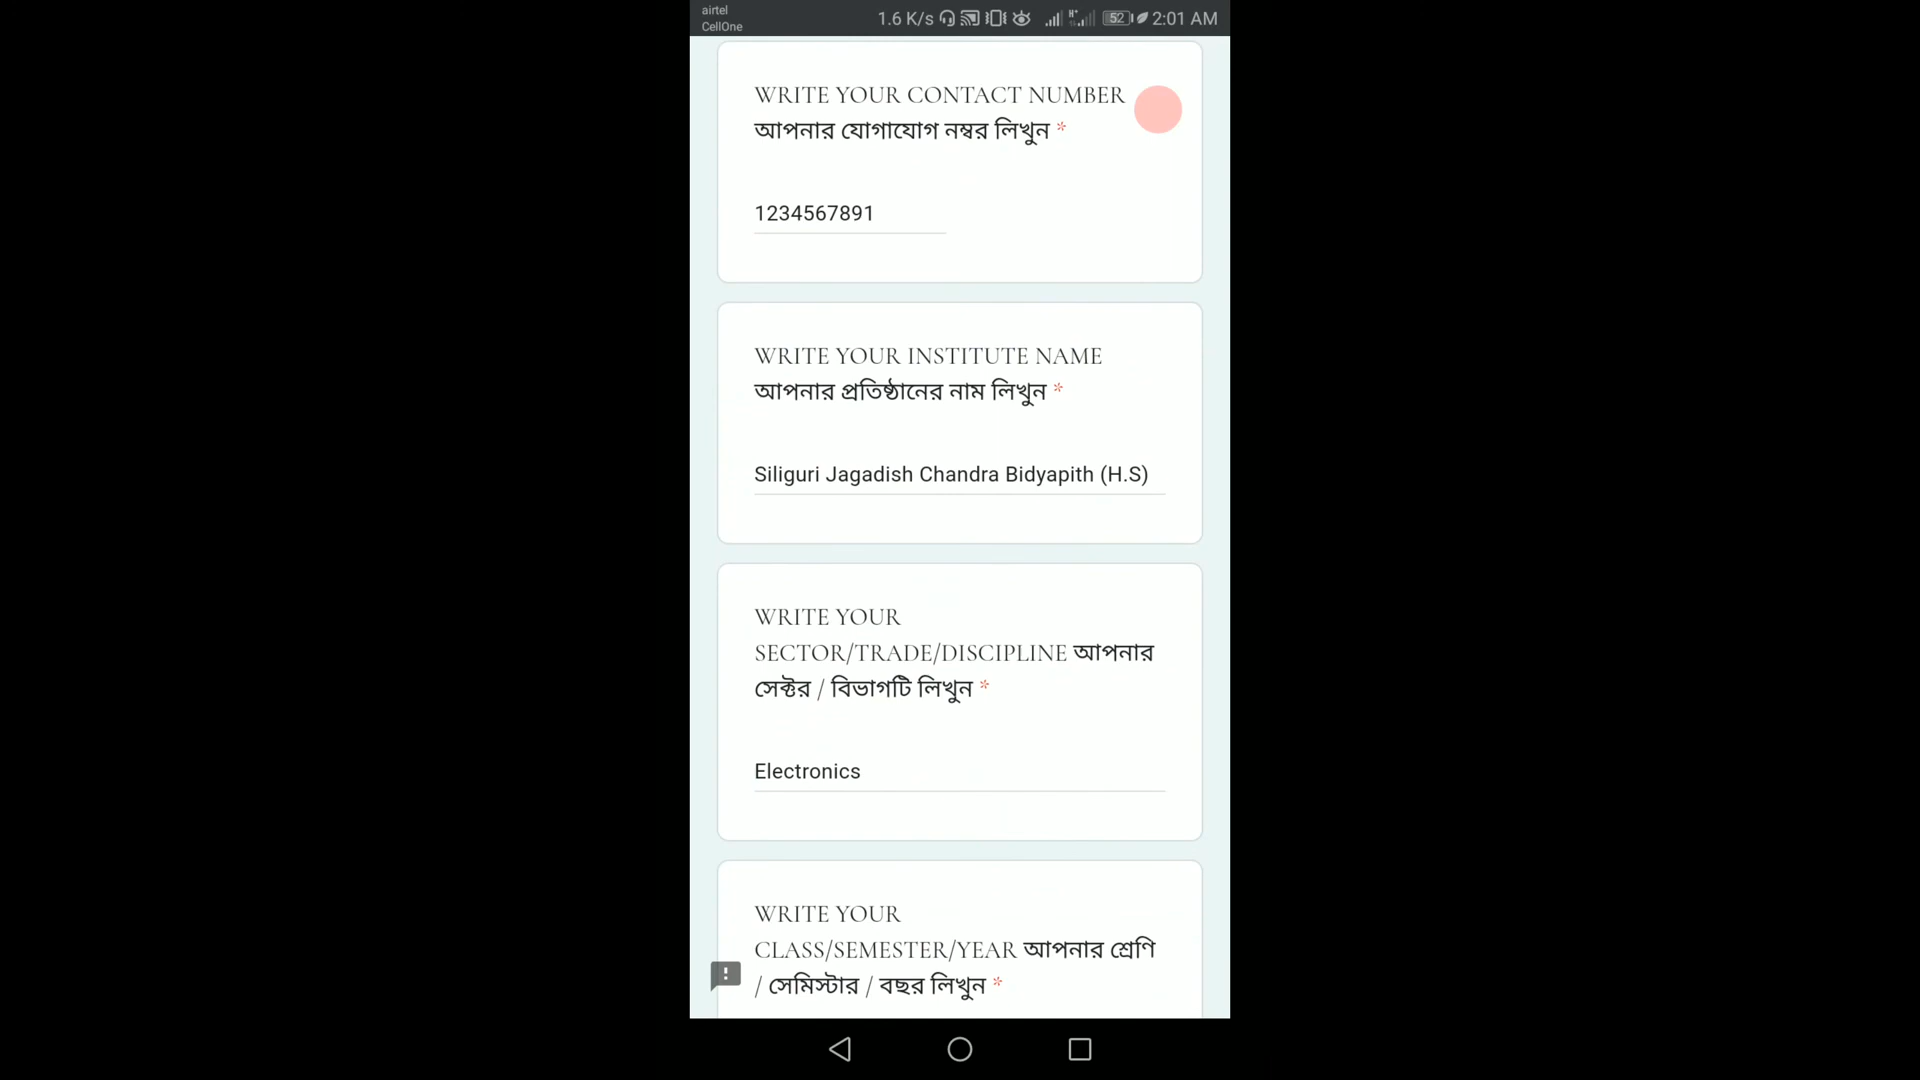 airtel
CellOne
1.6 K/s 52 2:01 AM
WRITE YOUR CONTACT NUMBER
আপনার যোগাযোগ নম্বর লিখুন *
1234567891
WRITE YOUR INSTITUTE NAME
আপনার প্রতিষ্ঠানের নাম লিখুন *
Siliguri Jagadish Chandra Bidyapith (H.S)
WRITE YOUR
SECTOR/TRADE/DISCIPLINE আপনার
সেক্টর / বিভাগটি লিখুন *
Electronics
WRITE YOUR
CLASS/SEMESTER/YEAR আপনার শ্রেণি
/ সেমিস্টার / বছর লিখুন *